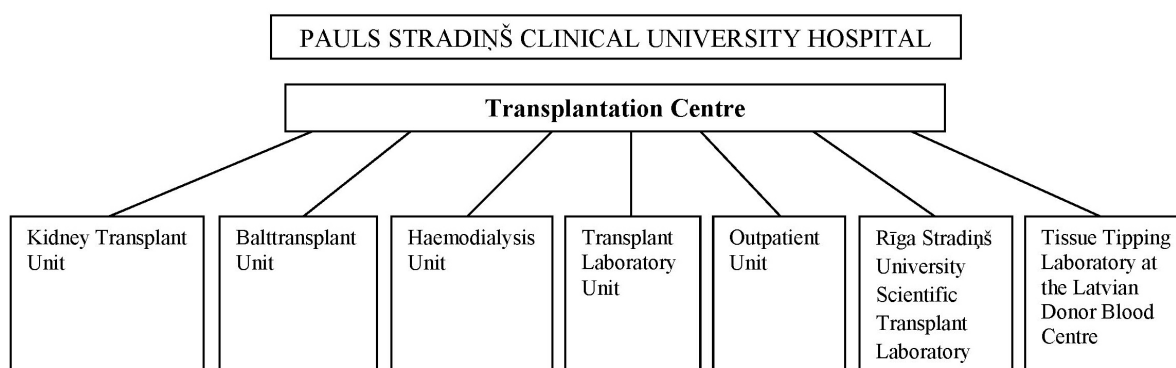 PAULS STRADIŅŠ CLINICAL UNIVERSITY HOSPITAL
Transplantation Centre
Kidney Transplant
Unit
Balttransplant
Unit
Haemodialysis
Unit
Transplant
Laboratory
Unit
Outpatient
Unit
Rīga Stradiņš
University
Scientific
Transplant
Laboratory
Tissue Tipping
Laboratory at
the Latvian
Donor Blood
Centre